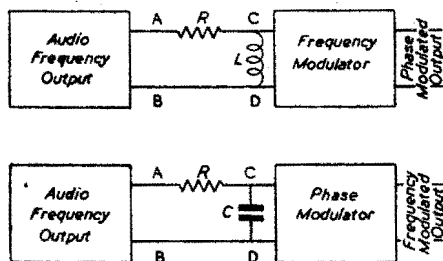 A
R
C
Audio
Frequency
Output
L
Frequency
Modulator
Phase
Modulated
Output
B
D
A
R
C
Audio
Frequency
Output
C
Phase
Modulator
Frequency
Modulated
Output
B
D